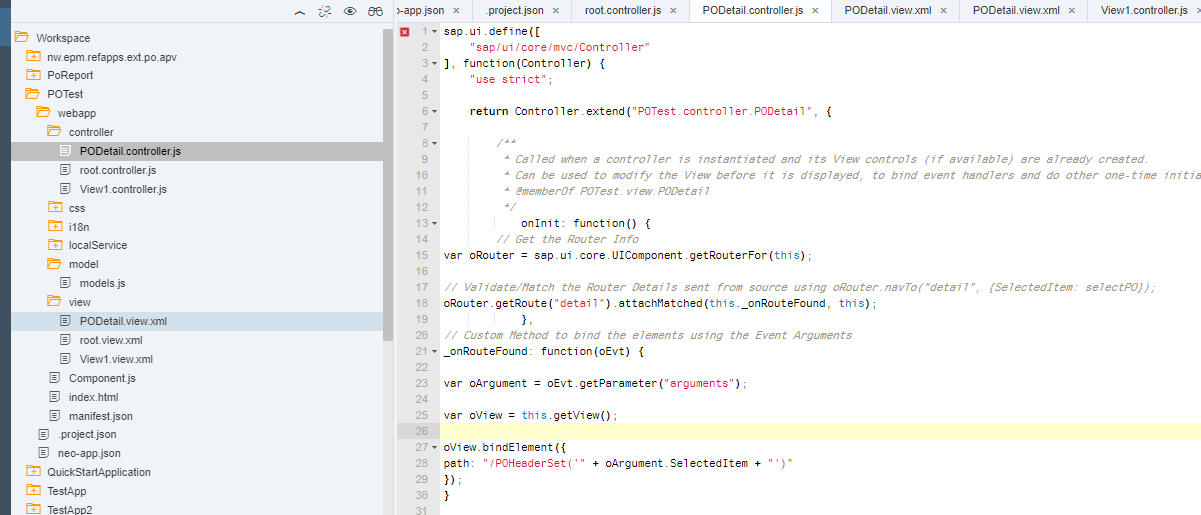 o-app.json ×
.project.json ×
root.controller.js ×
PODetail.controller.js ×
PODetail.view.xml ×
PODetail.view.xml ×
View1.controller.js
Workspace
nw.epm.refapps.ext.po.apv
PoReport
POTest
webapp
controller
PODetail.controller.js
root.controller.js
View1.controller.js
css
i18n
localService
model
models.js
view
PODetail.view.xml
root.view.xml
View1.view.xml
Component.js
index.html
manifest.json
.project.json
neo-app.json
QuickStartApplication
TestApp
TestApp2
1 sap.ui.define([
2 "sap/ui/core/mvc/Controller"
3 ], function(Controller) {
4 "use strict";
5
6 return Controller.extend("POTest.controller.PODetail", {
7
8 /**
9 * Called when a controller is instantiated and its View controls (if available) are already created.
10 * Can be used to modify the View before it is displayed, to bind event handlers and do other one-time initia
11 * @memberOf POTest.view.PODetail
12 */
13 onInit: function() {
14 // Get the Router Info
15 var oRouter = sap.ui.core.UIComponent.getRouterFor(this);
16
17 // Validate/Match the Router Details sent from source using oRouter.navTo("detail", {SelectedItem: selectPO});
18 oRouter.getRoute("detail").attachMatched(this._onRouteFound, this);
19 },
20 // Custom Method to bind the elements using the Event Arguments
21 _onRouteFound: function(oEvt) {
22
23 var oArgument = oEvt.getParameter("arguments");
24
25 var oView = this.getView();
26
27 oView.bindElement({
28 path: "/POHeaderSet('" + oArgument.SelectedItem + "')"
29 });
30 }
31